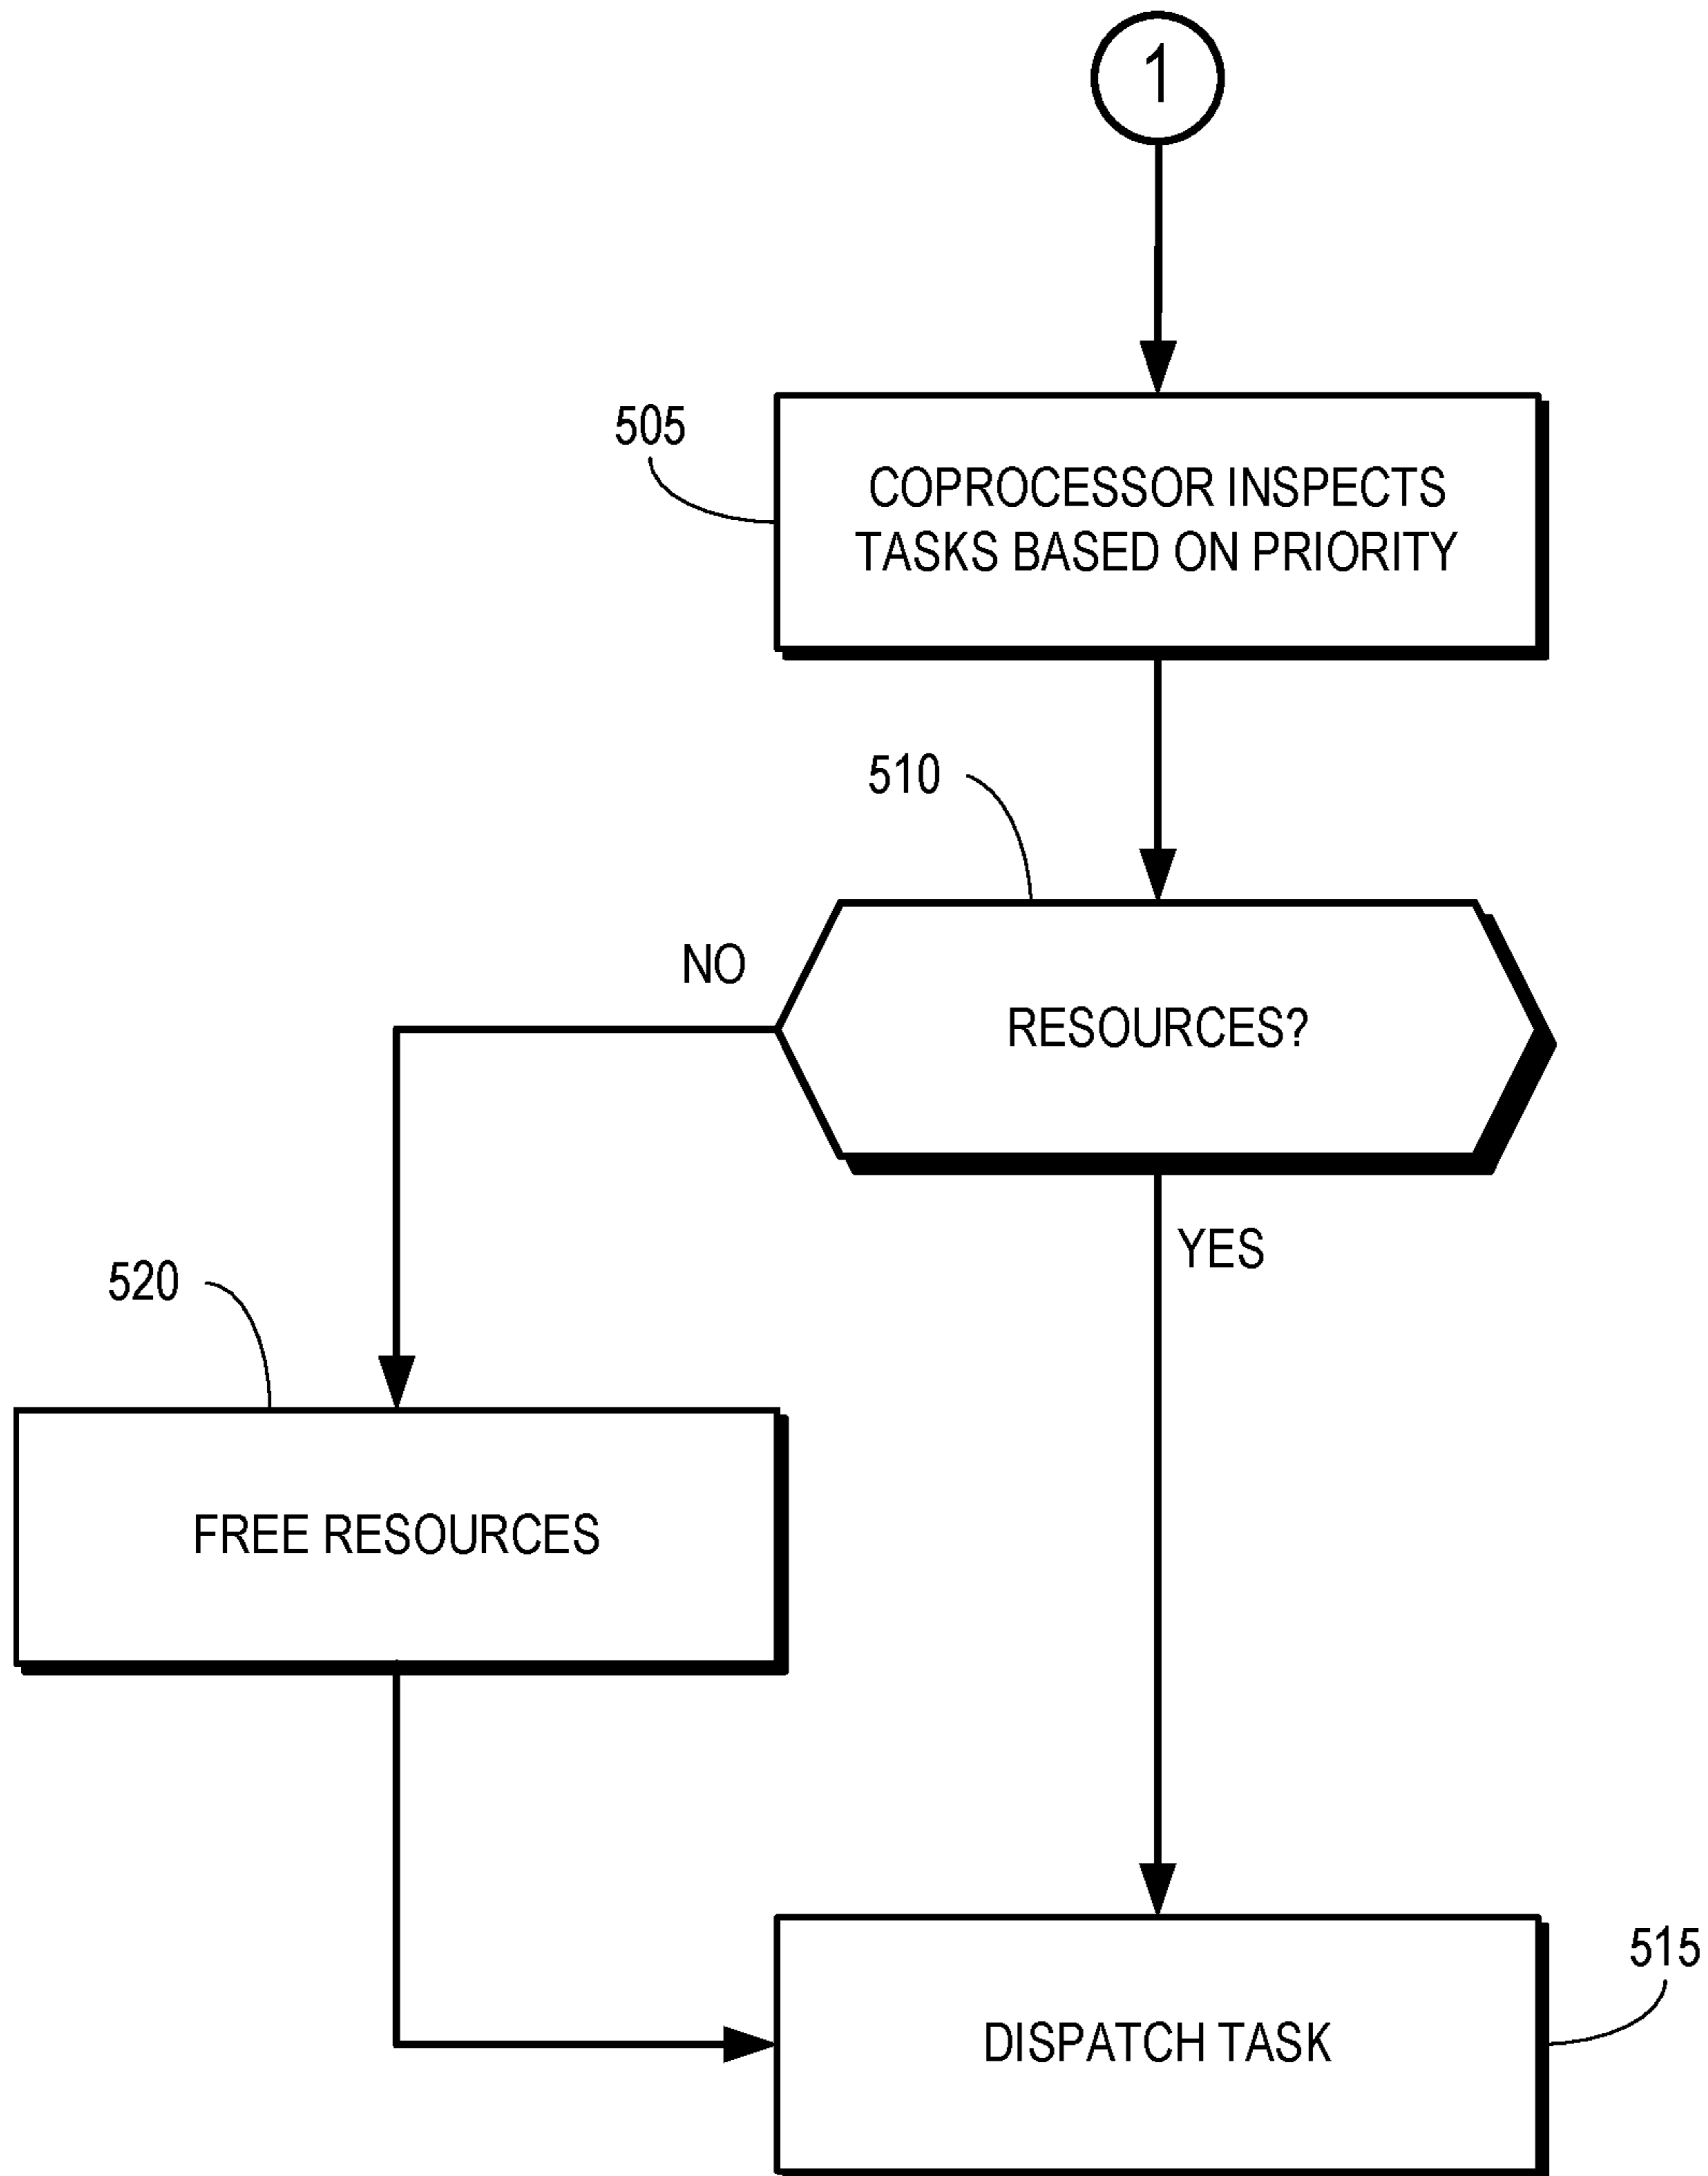 1
505
COPROCESSOR INSPECTS
TASKS BASED ON PRIORITY
510
NO
RESOURCES?
YES
520
FREE RESOURCES
515
DISPATCH TASK